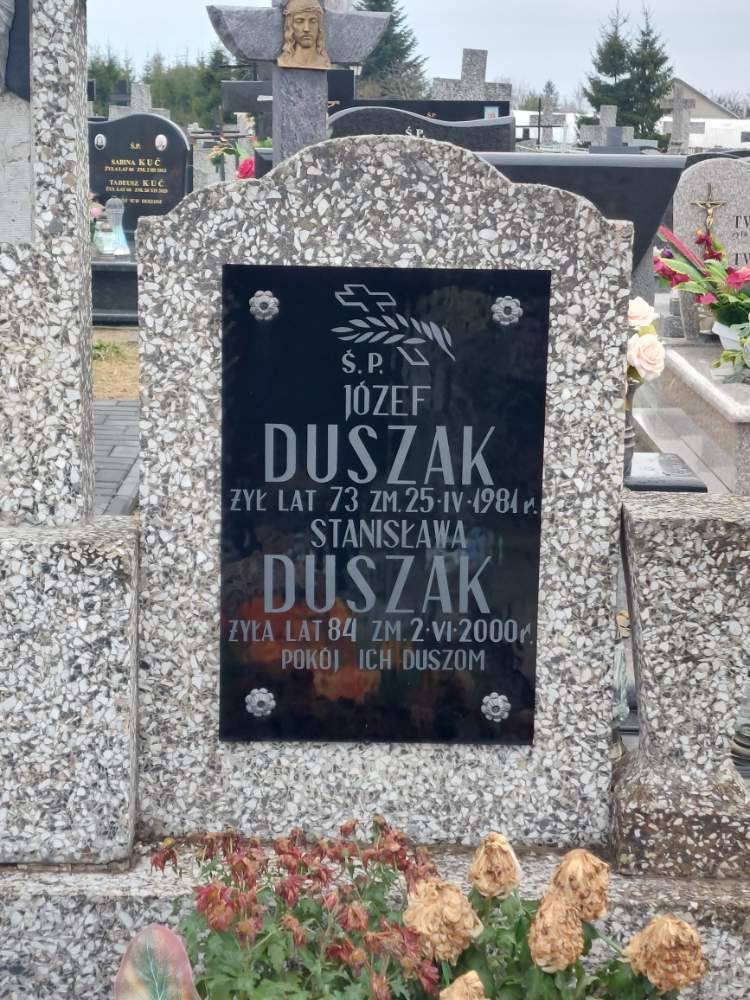 Ś.P.
JÓZEF
DUSZAK
ŻYŁ LAT 73 ZM. 25·IV·1981 r.
STANISŁAWA
DUSZAK
ŻYŁA LAT 84 ZM. 2·VI·2000 r.
POKÓJ ICH DUSZOM
Ś.P.
SABINA KUĆ
TADEUSZ KUĆ